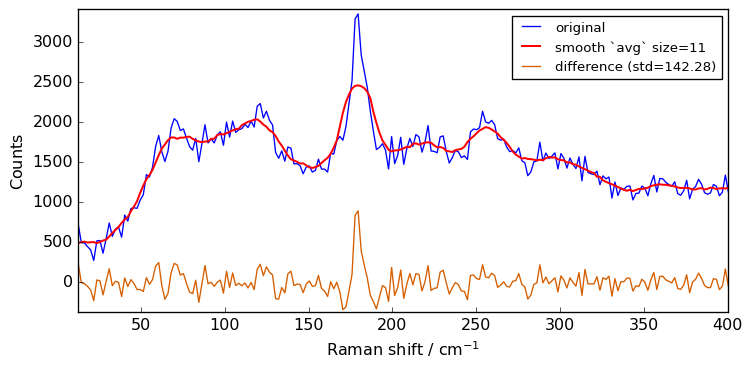 original
smooth `avg` size=11
difference (std=142.28)
Counts
3000
2500
2000
1500
1000
500
0
50 100 150 200 250 300 350 400
Raman shift / cm⁻¹